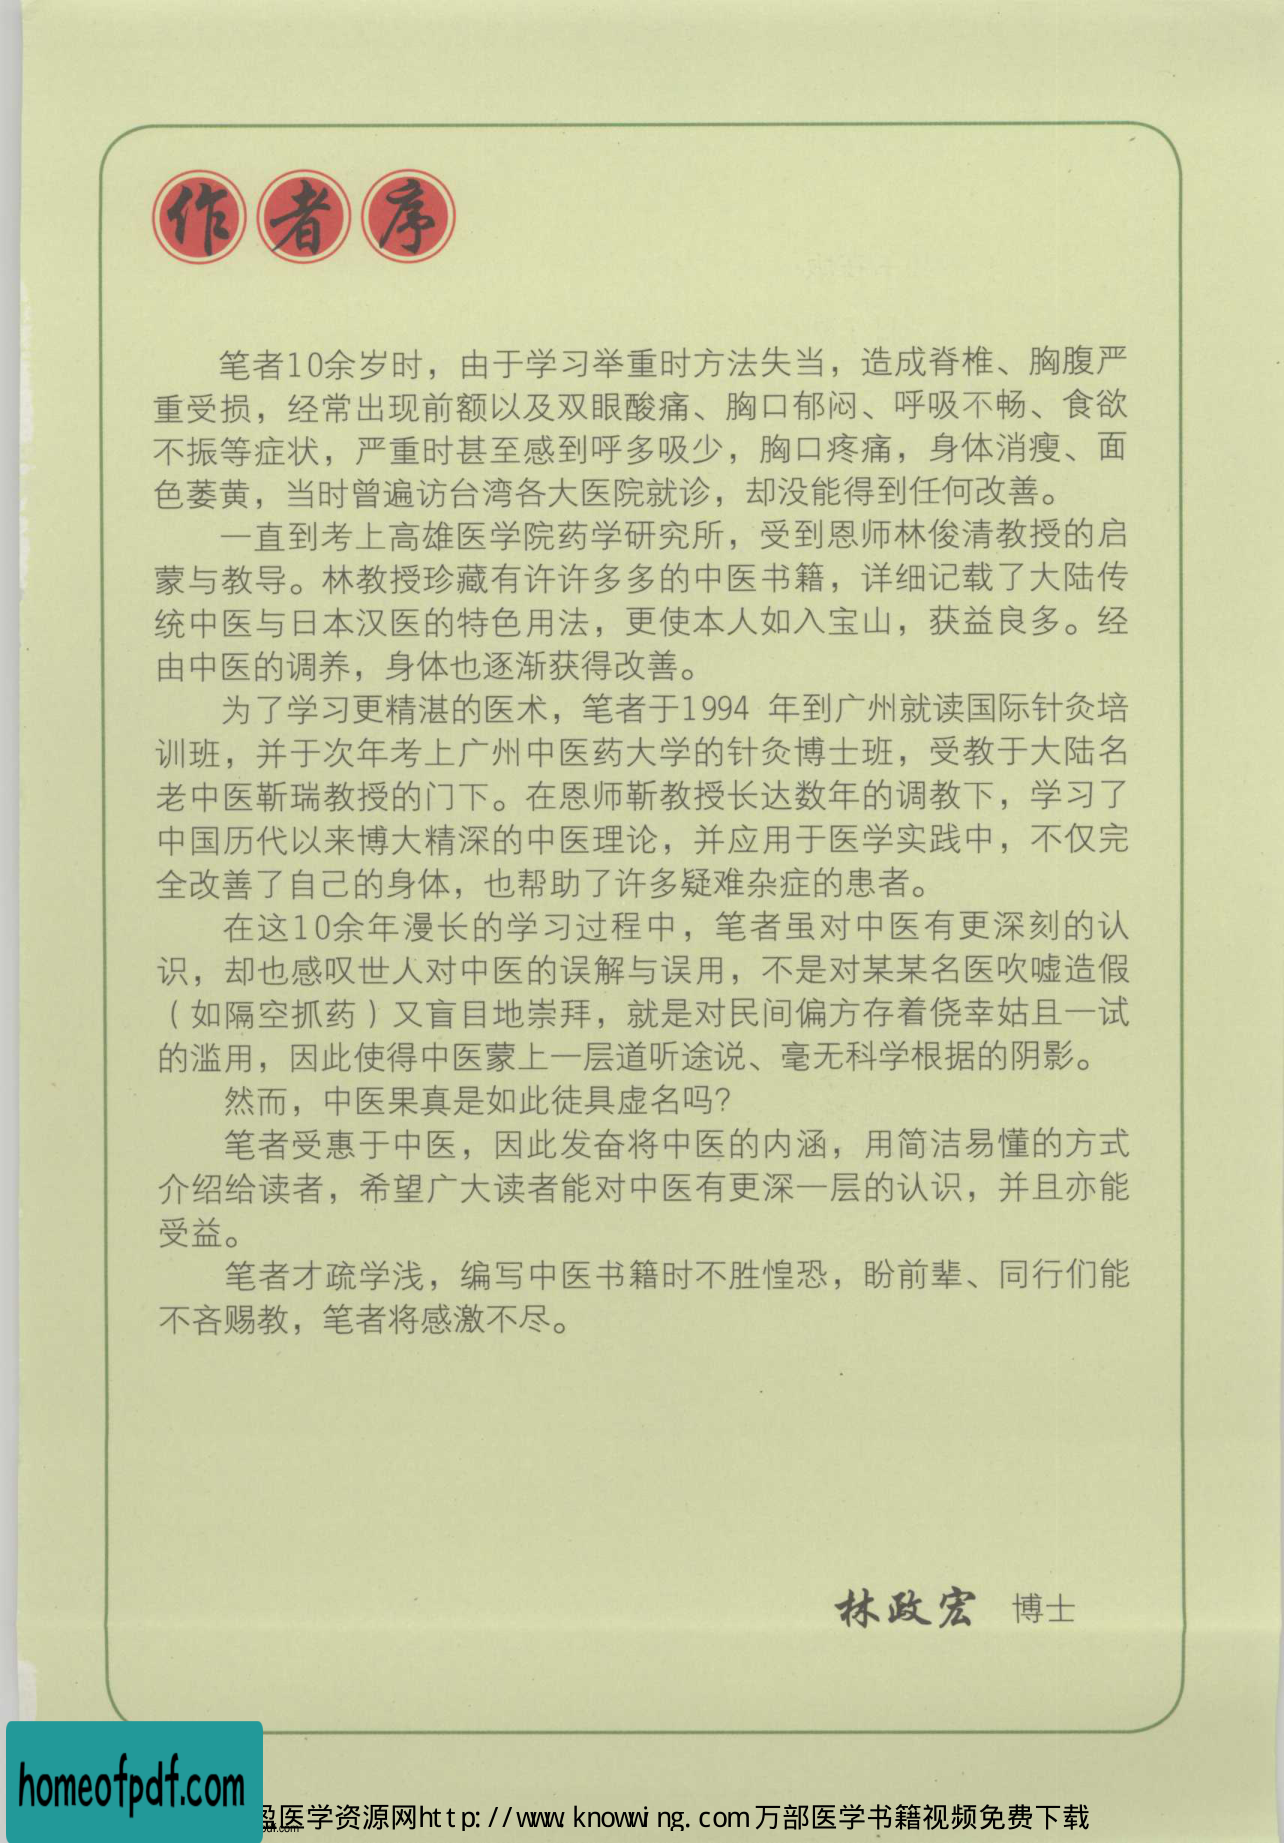 作者序
笔者10余岁时，由于学习举重时方法失当，造成脊椎、胸腹严
重受损，经常出现前额以及双眼酸痛、胸口郁闷、呼吸不畅、食欲
不振等症状，严重时甚至感到呼多吸少，胸口疼痛，身体消瘦、面
色萎黄，当时曾遍访台湾各大医院就诊，却没能得到任何改善。
一直到考上高雄医学院药学研究所，受到恩师林俊清教授的启
蒙与教导。林教授珍藏有许许多多的中医书籍，详细记载了大陆传
统中医与日本汉医的特色用法，更使本人如入宝山，获益良多。经
由中医的调养，身体也逐渐获得改善。
为了学习更精湛的医术，笔者于1994 年到广州就读国际针灸培
训班，并于次年考上广州中医药大学的针灸博士班，受教于大陆名
老中医靳瑞教授的门下。在恩师靳教授长达数年的调教下，学习了
中国历代以来博大精深的中医理论，并应用于医学实践中，不仅完
全改善了自己的身体，也帮助了许多疑难杂症的患者。
在这10余年漫长的学习过程中，笔者虽对中医有更深刻的认
识，却也感叹世人对中医的误解与误用，不是对某某名医吹嘘造假
（如隔空抓药）又盲目地崇拜，就是对民间偏方存着侥幸姑且一试
的滥用，因此使得中医蒙上一层道听途说、毫无科学根据的阴影。
然而，中医果真是如此徒具虚名吗？
笔者受惠于中医，因此发奋将中医的内涵，用简洁易懂的方式
介绍给读者，希望广大读者能对中医有更深一层的认识，并且亦能
受益。
笔者才疏学浅，编写中医书籍时不胜惶恐，盼前辈、同行们能
不吝赐教，笔者将感激不尽。
林政宏 博士
homeofpdf.com
盈医学资源网http://www.knowwing.com万部医学书籍视频免费下载